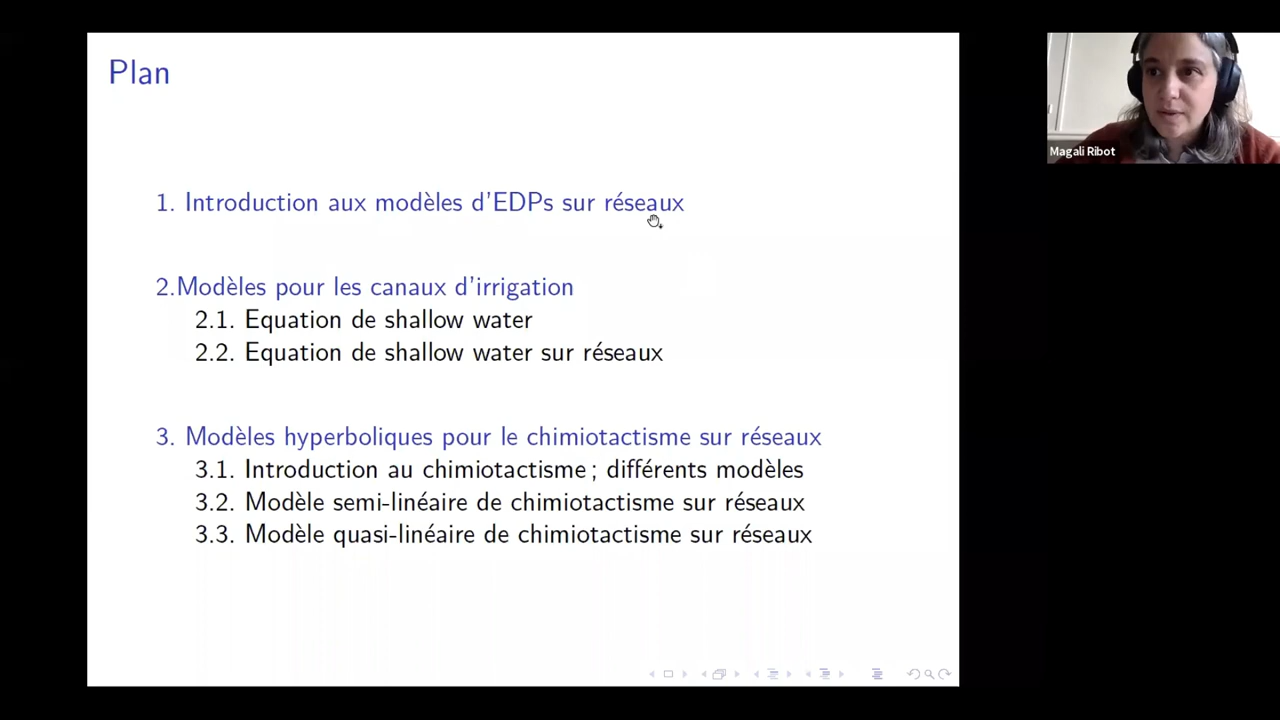 Plan
1. Introduction aux modèles d'EDPs sur réseaux
2.Modèles pour les canaux d'irrigation
2.1. Equation de shallow water
2.2. Equation de shallow water sur réseaux
3. Modèles hyperboliques pour le chimiotactisme sur réseaux
3.1. Introduction au chimiotactisme ; différents modèles
3.2. Modèle semi-linéaire de chimiotactisme sur réseaux
3.3. Modèle quasi-linéaire de chimiotactisme sur réseaux
Magali Ribot